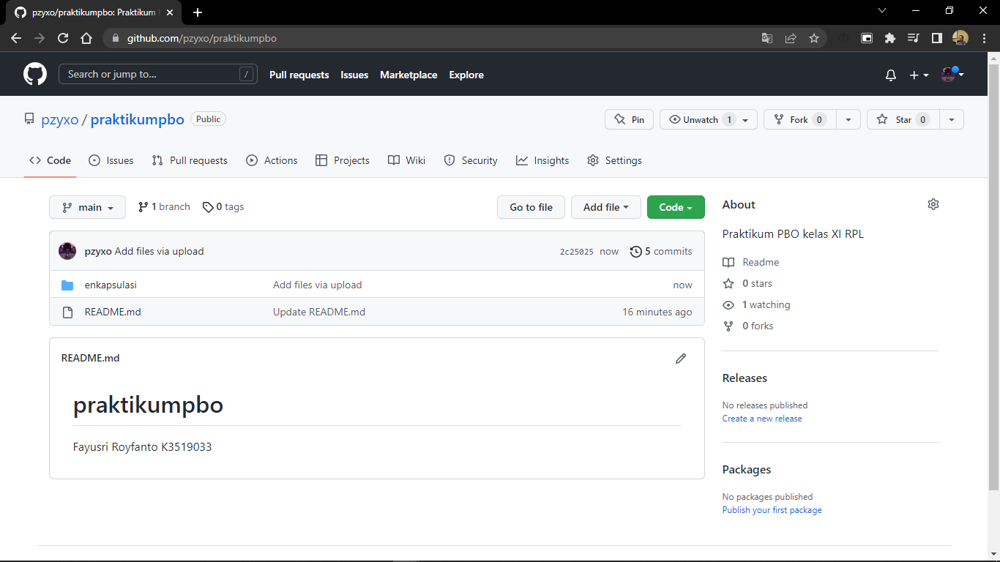 pzyxo/praktikumpbo: Praktikum
github.com/pzyxo/praktikumpbo
Search or jump to... /
Pull requests Issues Marketplace Explore
pzyxo / praktikumpbo Public
Pin Unwatch 1 Fork 0 Star 0
Code Issues Pull requests Actions Projects Wiki Security Insights Settings
main 1 branch 0 tags Go to file Add file Code
pzyxo Add files via upload 2c25025 now 5 commits
enkapsulasi Add files via upload now
README.md Update README.md 16 minutes ago
README.md
praktikumpbo
Fayusri Royfanto K3519033
About
Praktikum PBO kelas XI RPL
Readme
0 stars
1 watching
0 forks
Releases
No releases published
Create a new release
Packages
No packages published
Publish your first package